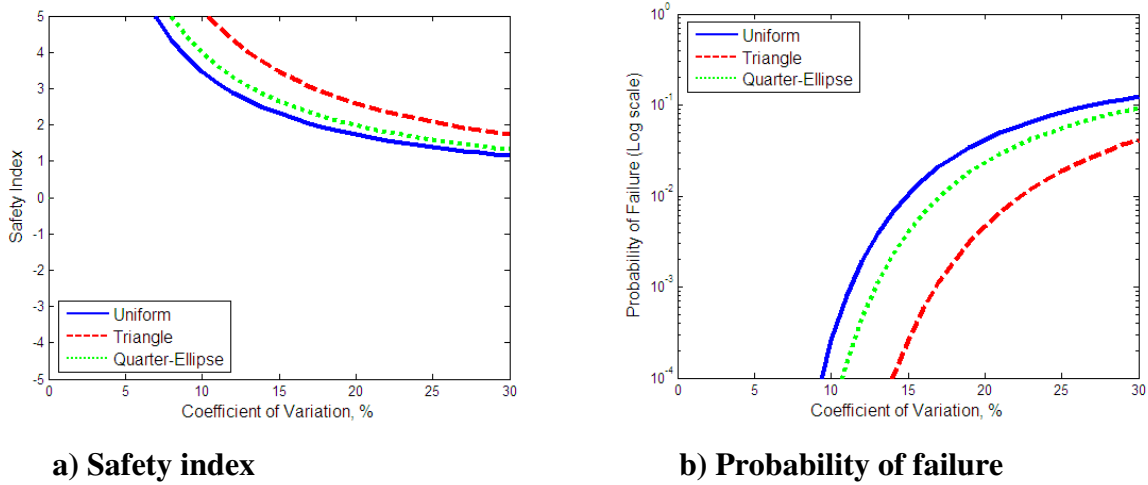 5
4
3
2
1
0
-1
-2
-3
-4
-5
Safety Index
Uniform
Triangle
Quarter-Ellipse
0 5 10 15 20 25 30
Coefficient of Variation, %
a) Safety index
10^0
10^-1
10^-2
10^-3
10^-4
Probability of Failure (Log scale)
Uniform
Triangle
Quarter-Ellipse
0 5 10 15 20 25 30
Coefficient of Variation, %
b) Probability of failure